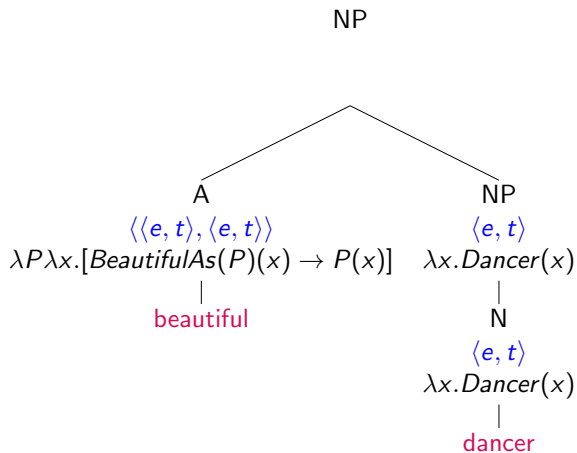 NP
A NP
⟨⟨e, t⟩, ⟨e, t⟩⟩ ⟨e, t⟩
λPλx.[BeautifulAs(P)(x) → P(x)] λx.Dancer(x)
beautiful N
⟨e, t⟩
λx.Dancer(x)
dancer